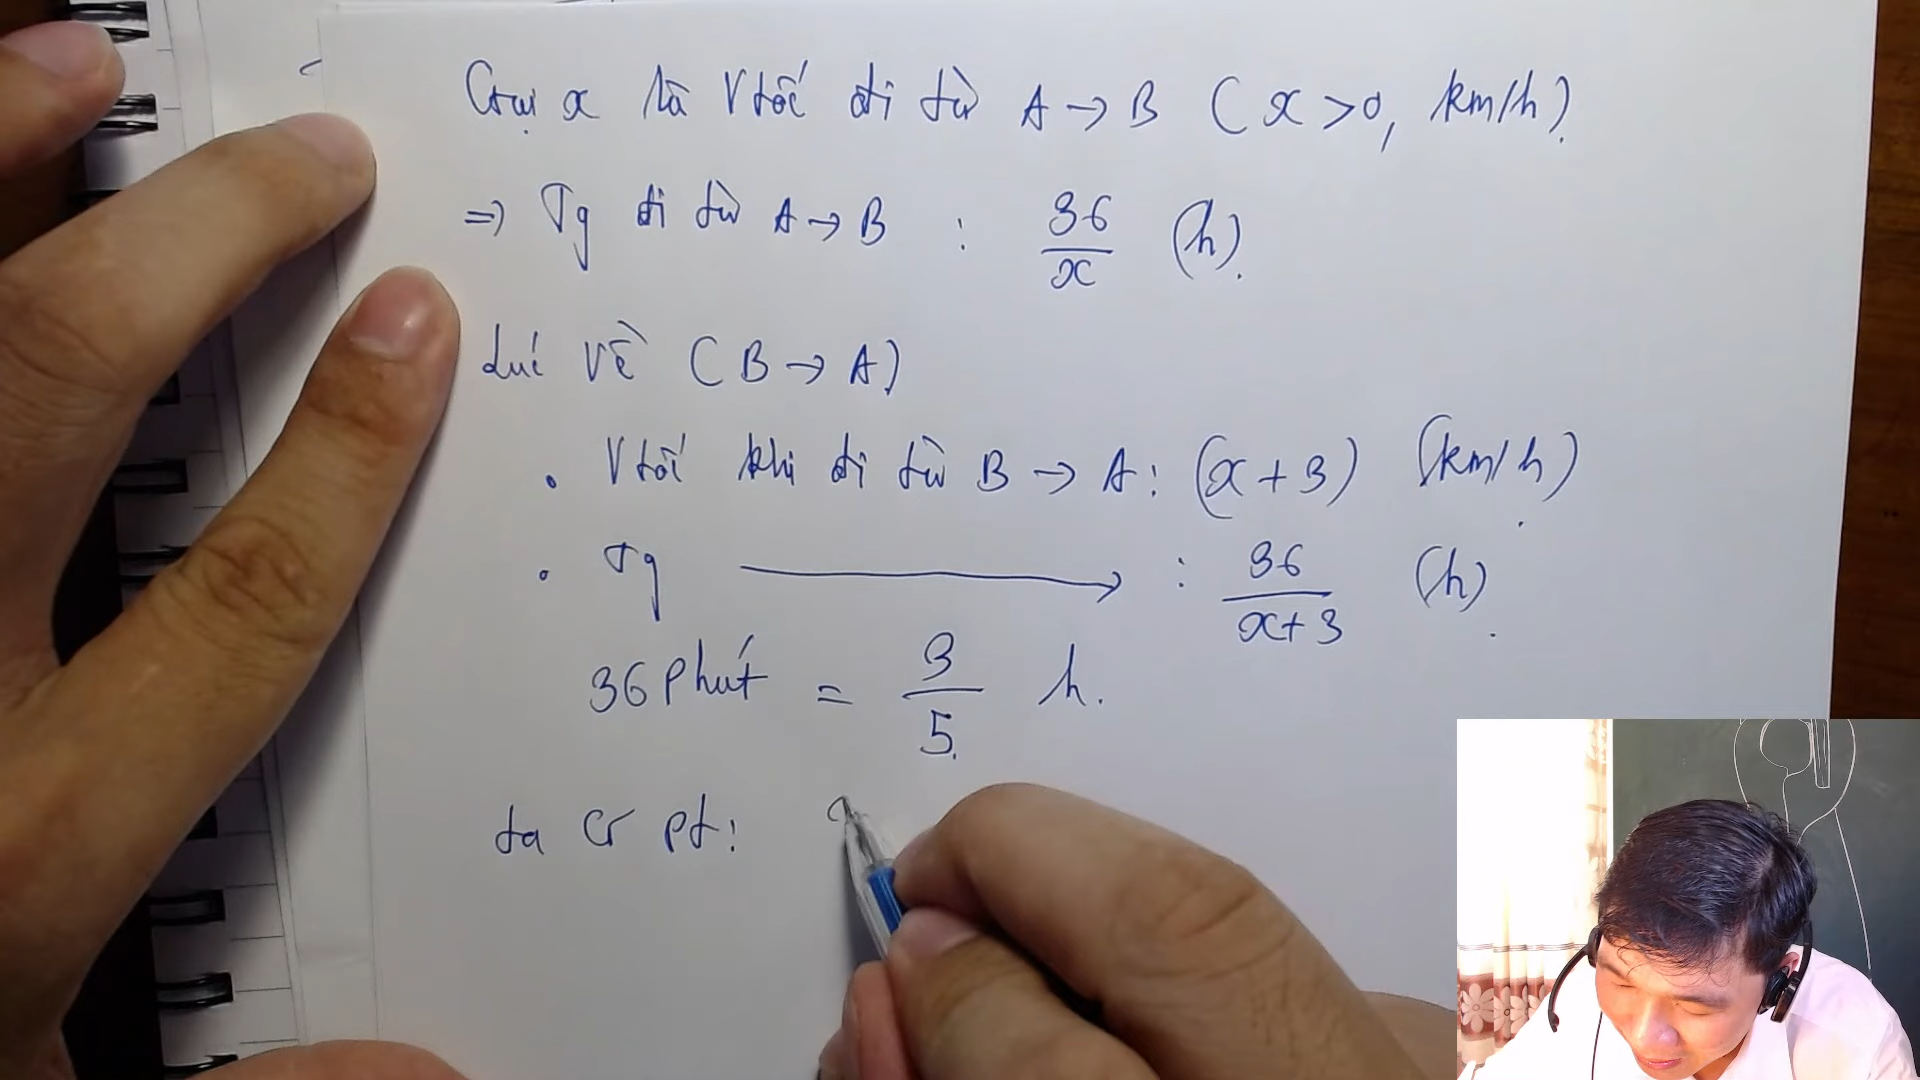 Gọi x là Vtốc đi từ A → B ( x > 0, km/h ).
=> Tg đi từ A → B : 36/x (h).
Lúc về ( B → A )
• Vtốc khi đi từ B → A : (x + 3) (km/h).
• Tg ⟶ : 36/(x+3) (h).
36 phút = 3/5 h.
ta có pt :